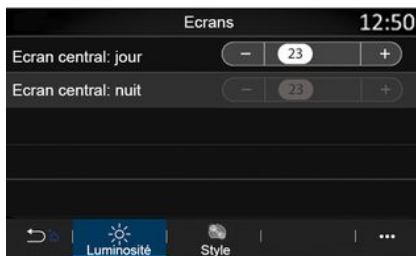 Ecrans 12:50
Ecran central: jour - 23 +
Ecran central: nuit - 23 +
Luminosité Style ...